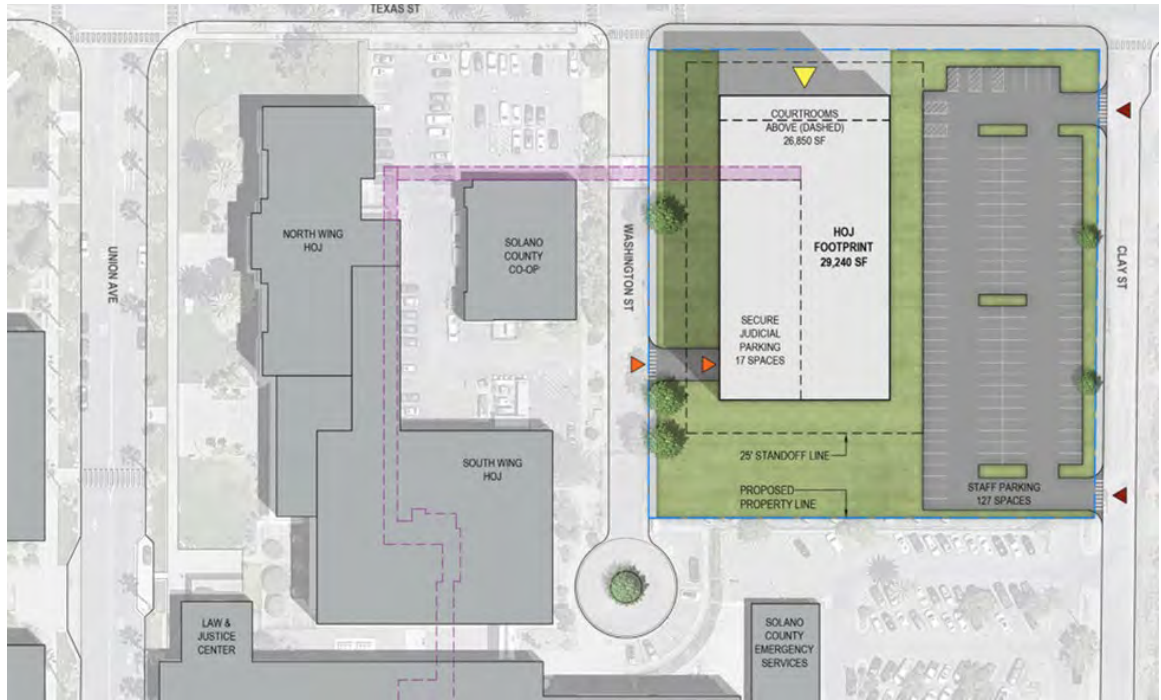 TEXAS ST
COURTROOMS
ABOVE (DASHED)
26,850 SF
NORTH WING
HOJ
SOLANO
COUNTY
CO-OP
HOJ
FOOTPRINT
29,240 SF
UNION AVE
WASHINGTON ST
CLAY ST
SECURE
JUDICIAL
PARKING
17 SPACES
25' STANDOFF LINE
SOUTH WING
HOJ
PROPOSED
PROPERTY LINE
STAFF PARKING
127 SPACES
LAW &
JUSTICE
CENTER
SOLANO
COUNTY
EMERGENCY
SERVICES